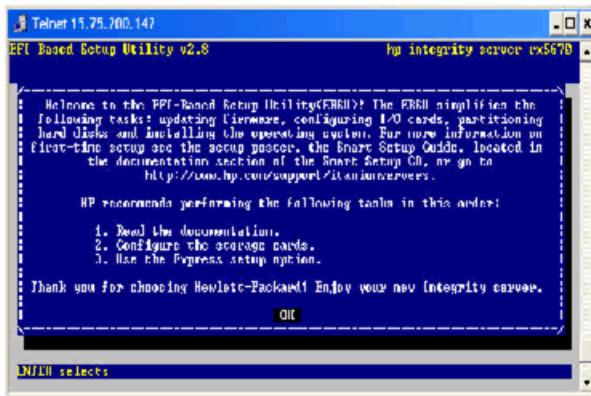 Telnet 15.75.200.147
EFI Based Setup Utility v2.8 hp integrity server rx5670
Welcome to the EFI-Based Setup Utility(EBSU)! The EBSU simplifies the
following tasks: updating firmware, configuring I/O cards, partitioning
hard disks and installing the operating system. For more information on
first-time setup see the setup poster, the Smart Setup Guide, located in
the documentation section of the Smart Setup CD, or go to
http://www.hp.com/support/itaniumservers.
HP recommends performing the following tasks in this order:
1. Read the documentation.
2. Configure the storage cards.
3. Use the Express setup option.
Thank you for choosing Hewlett-Packard! Enjoy your new Integrity server.
OK
ENTER selects